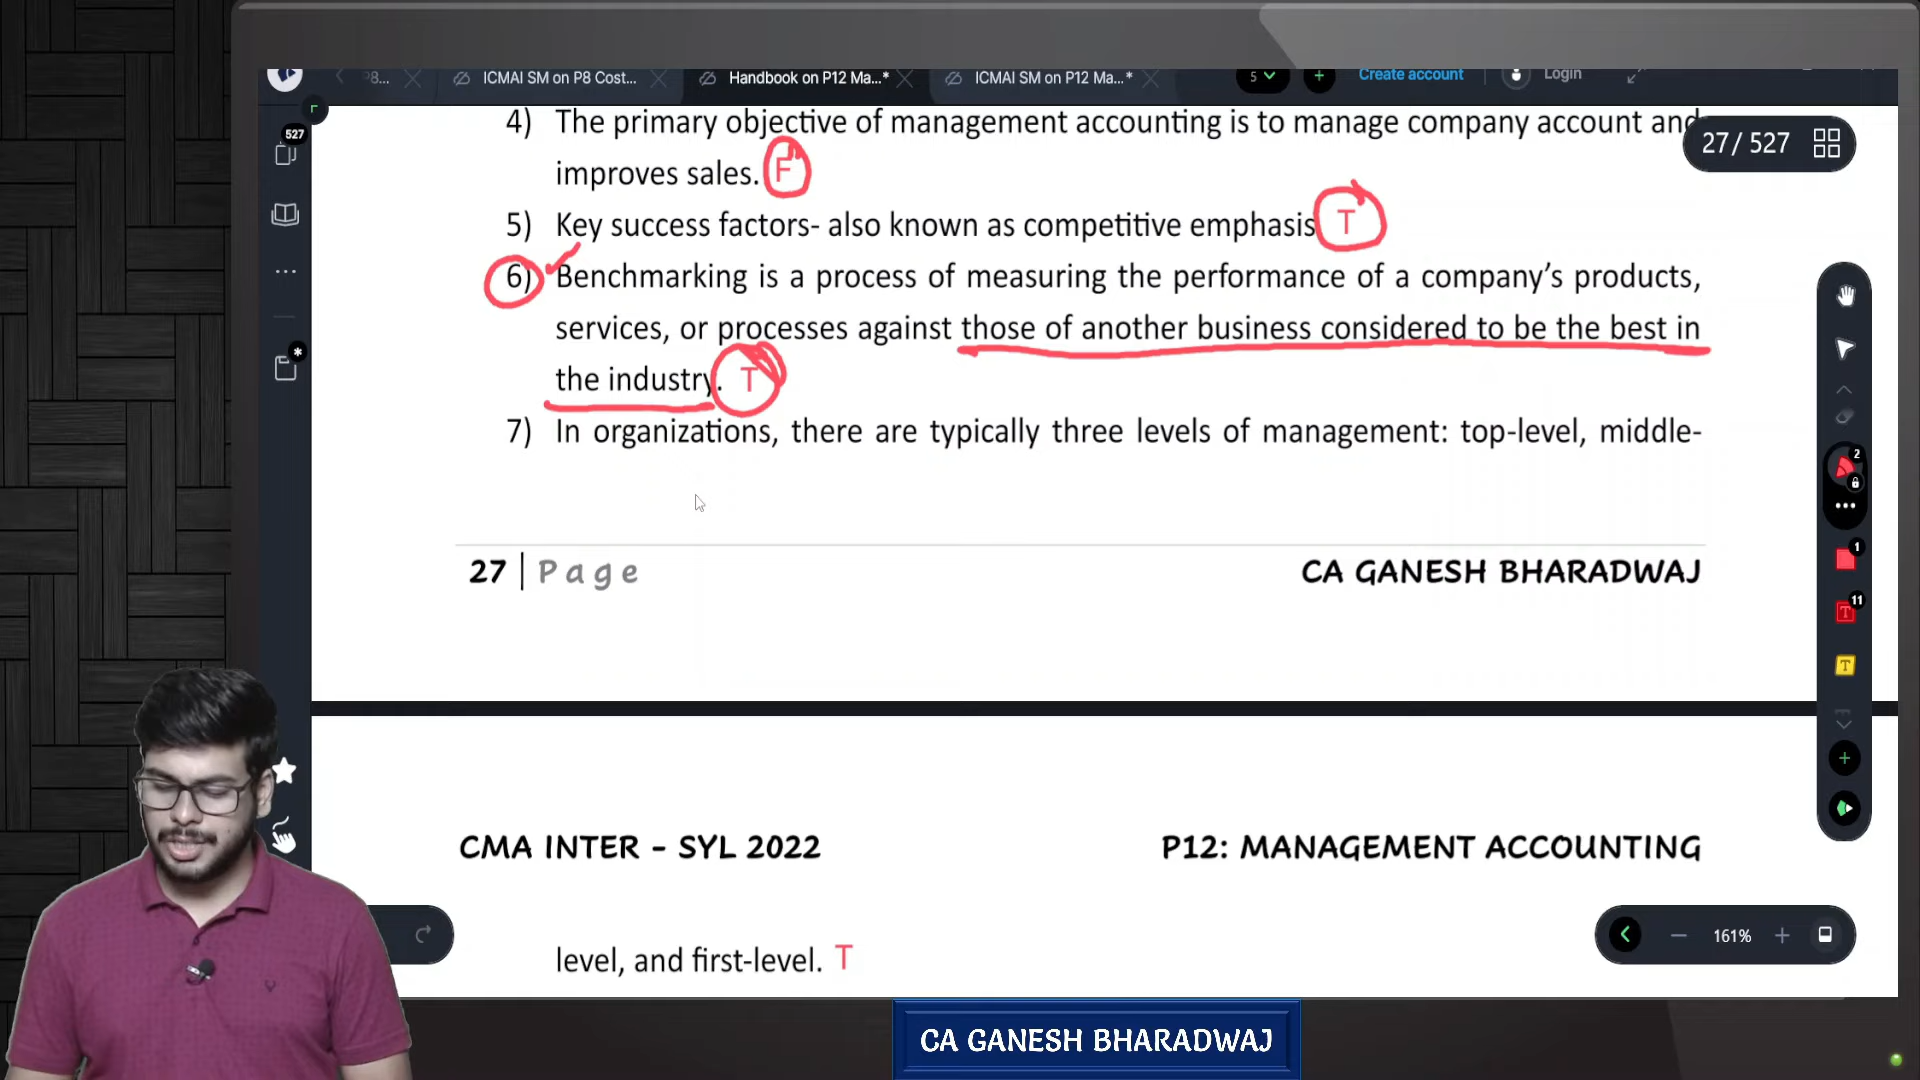 P8...
ICMAI SM on P8 Cost...
Handbook on P12 Ma...*
ICMAI SM on P12 Ma...*
5
Create account
Login
527
27/ 527
4) The primary objective of management accounting is to manage company account and
improves sales. F
5) Key success factors- also known as competitive emphasis T
6) Benchmarking is a process of measuring the performance of a company's products,
services, or processes against those of another business considered to be the best in
the industry. T
7) In organizations, there are typically three levels of management: top-level, middle-
27 | Page
CA GANESH BHARADWAJ
CMA INTER – SYL 2022
P12: MANAGEMENT ACCOUNTING
level, and first-level. T
2
1
T 11
T
161%
CA GANESH BHARADWAJ